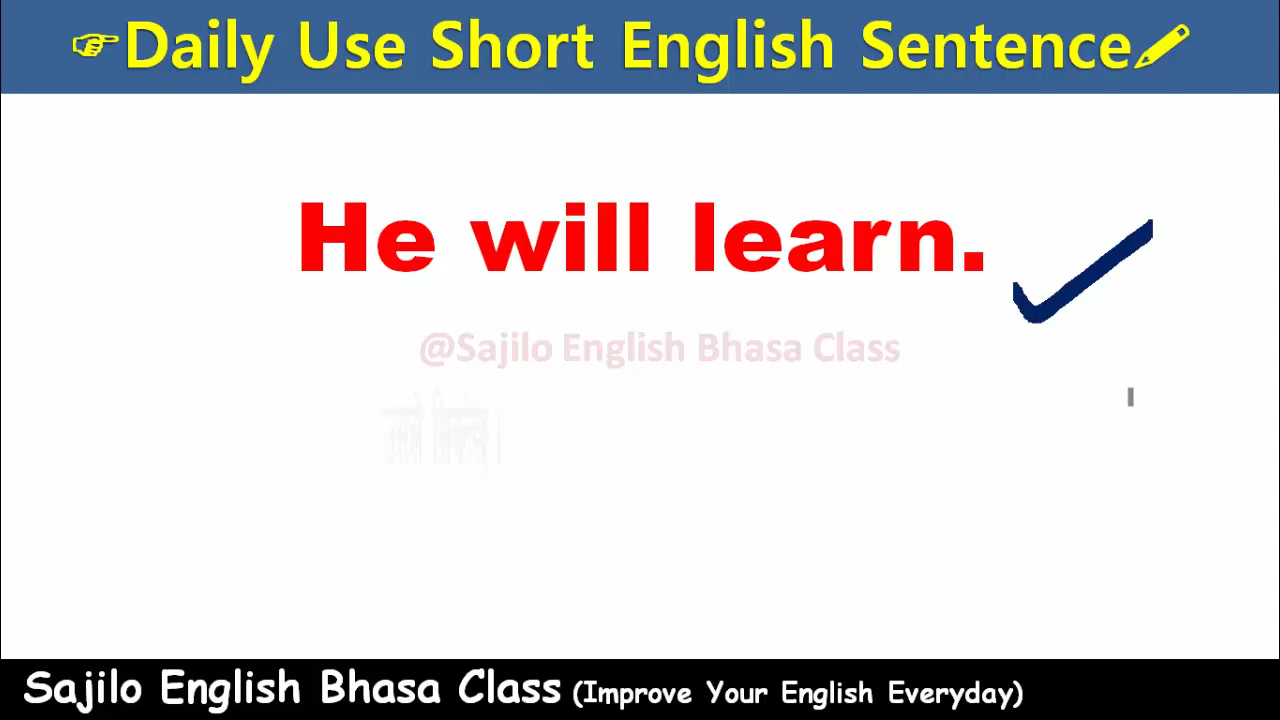 Daily Use Short English Sentence
He will learn.
@Sajilo English Bhasa Class
उसले सिक्नेछ।
Sajilo English Bhasa Class (Improve Your English Everyday)